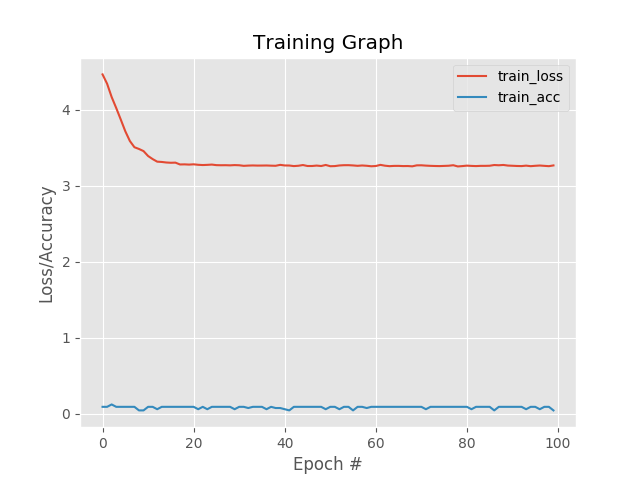 Training Graph
train_loss
train_acc
Loss/Accuracy
4
3
2
1
0
0 20 40 60 80 100
Epoch #